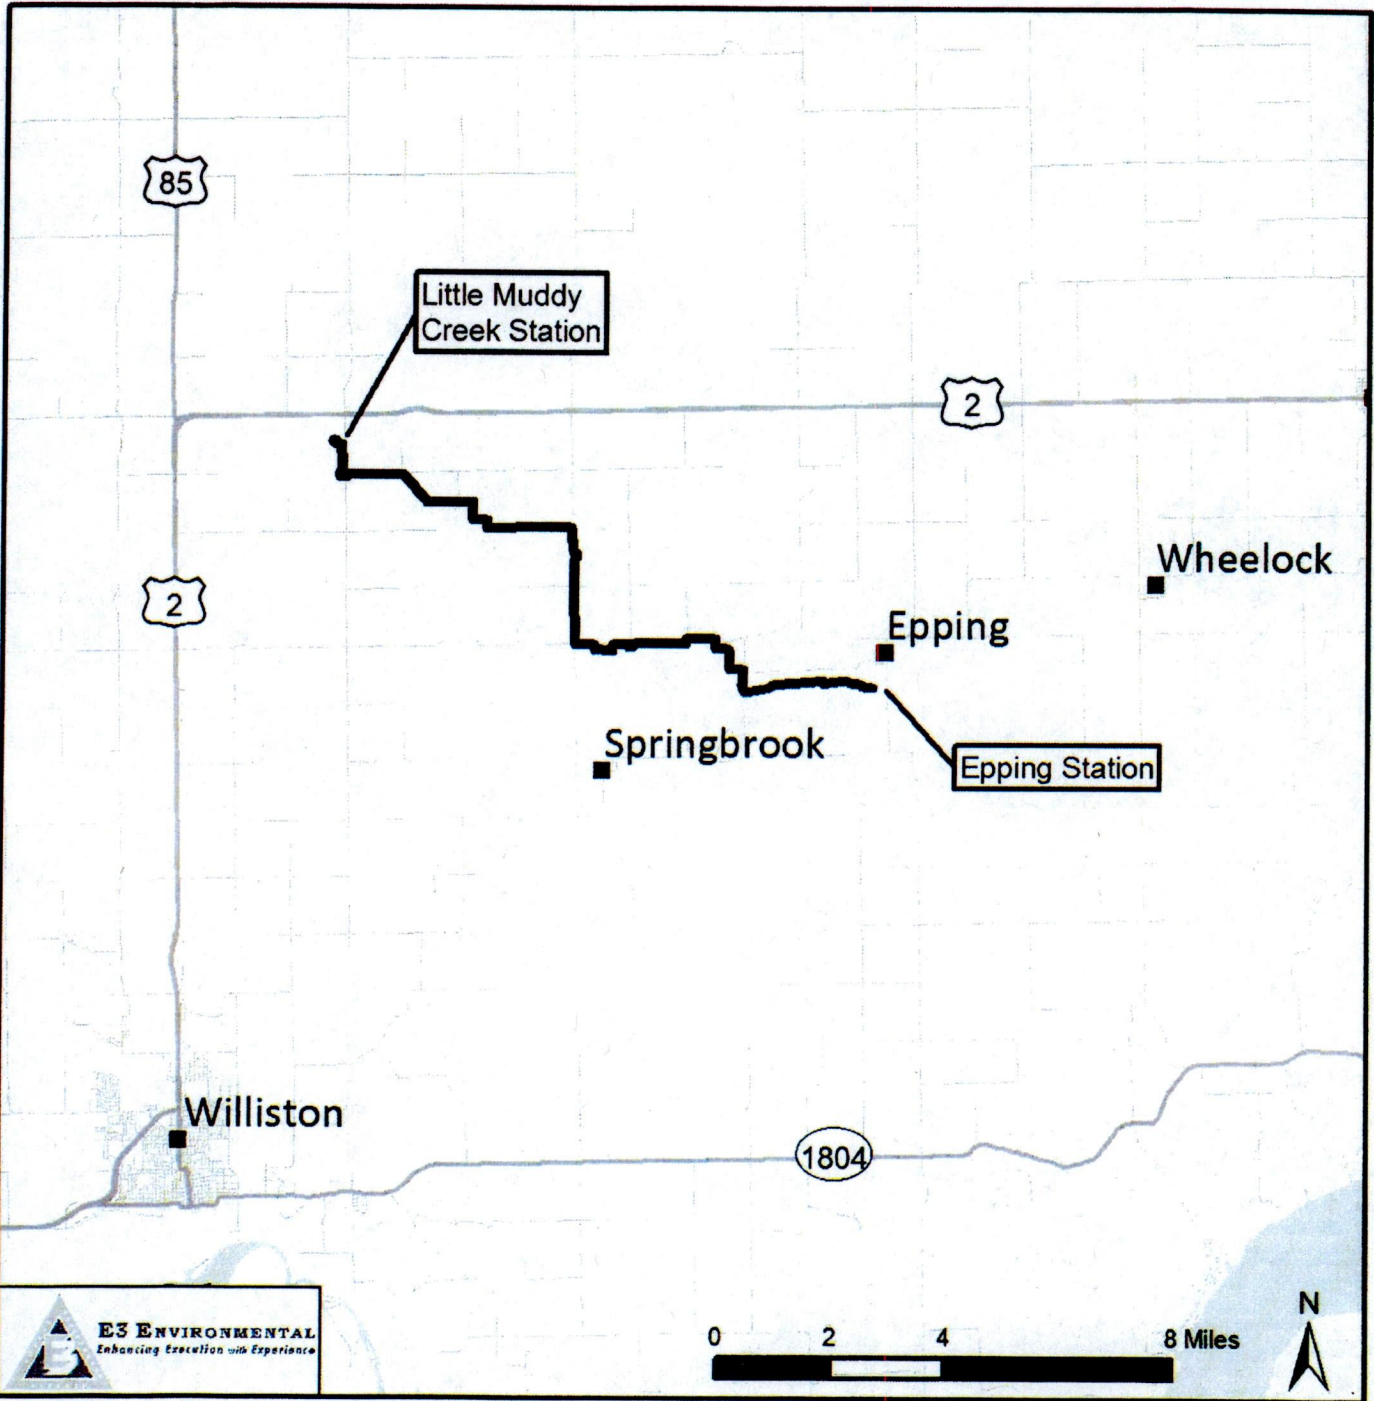 85
Little Muddy
Creek Station
2
Wheelock
2
Epping
Springbrook
Epping Station
Williston
1804
E3 ENVIRONMENTAL
Enhancing Execution with Experience
0 2 4 8 Miles
N